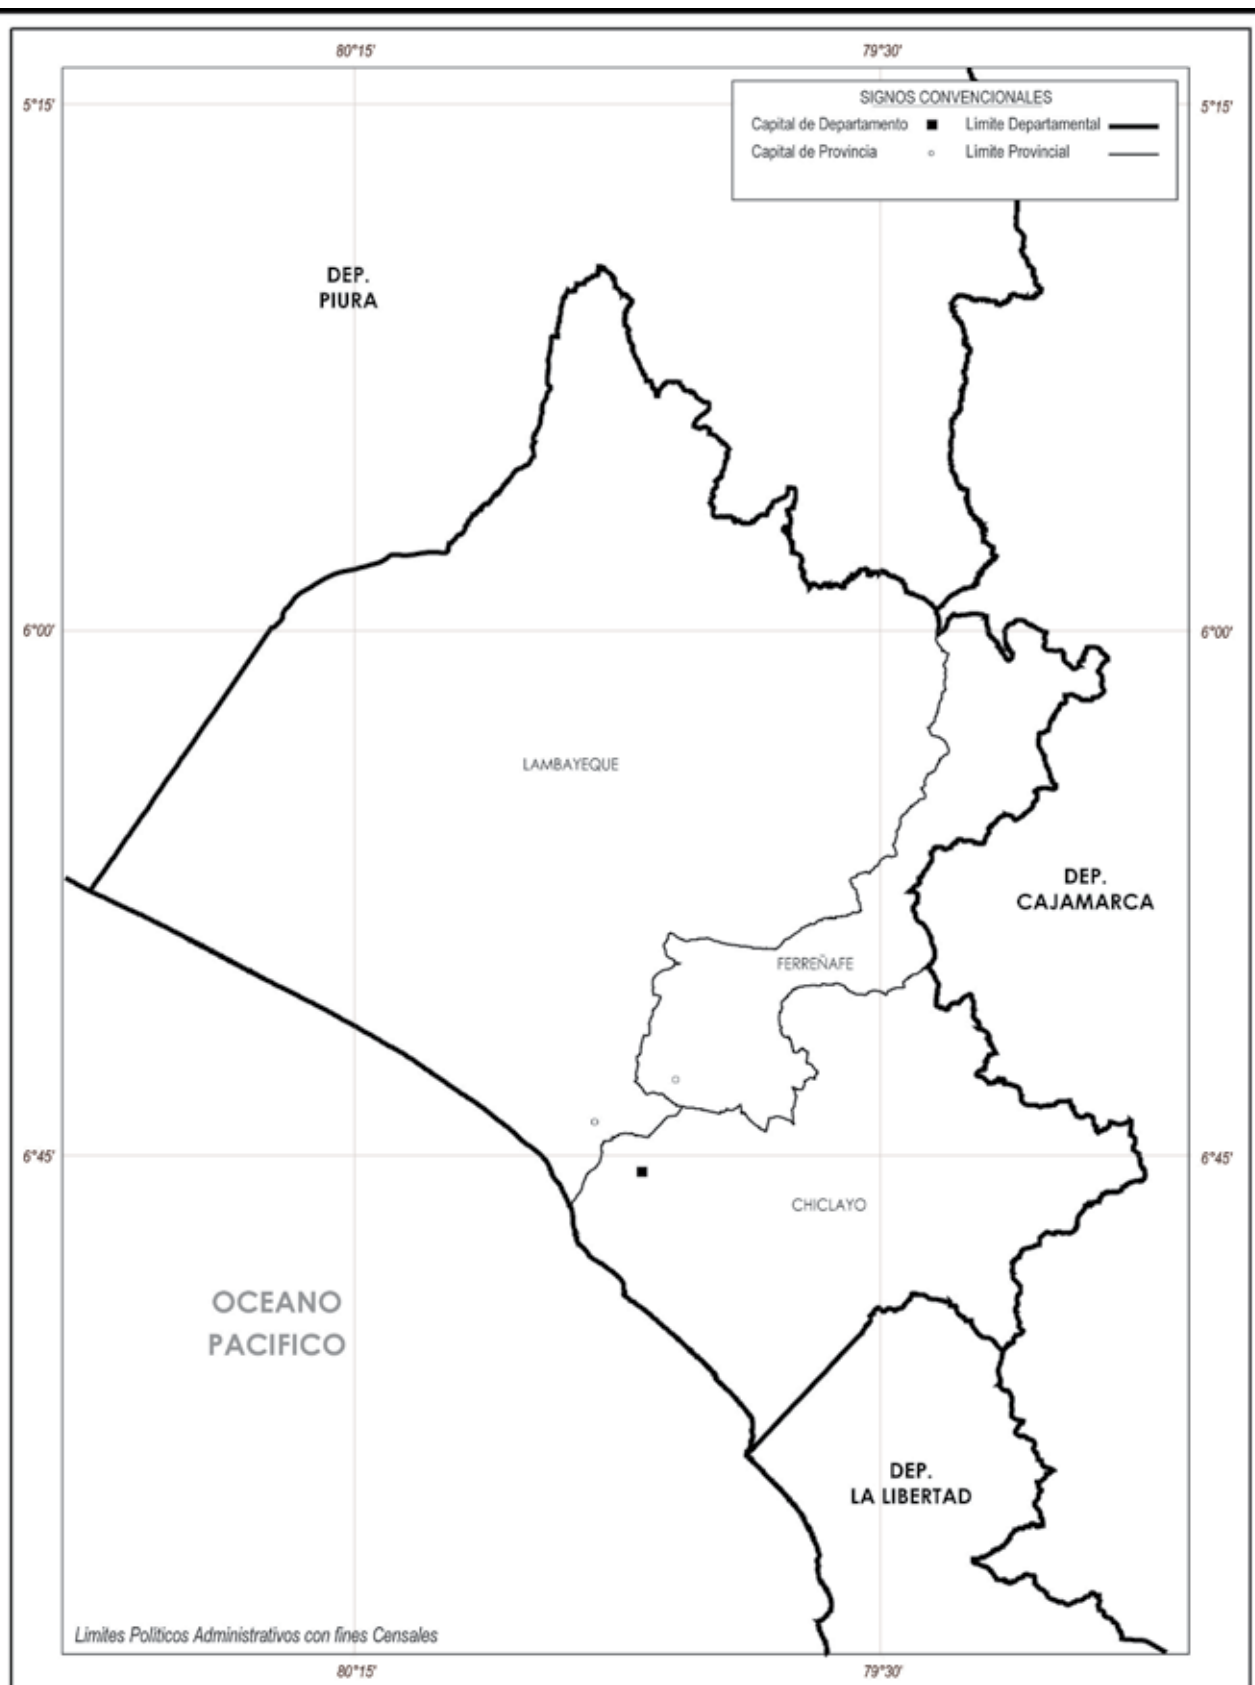 80°15'
79°30'
5°15'
5°15'
SIGNOS CONVENCIONALES
Capital de Departamento
Limite Departamental
Capital de Provincia
Limite Provincial
DEP.
PIURA
6°00'
6°00'
LAMBAYEQUE
DEP.
CAJAMARCA
FERREÑAFE
6°45'
6°45'
CHICLAYO
OCEANO
PACIFICO
DEP.
LA LIBERTAD
Limites Políticos Administrativos con fines Censales
80°15'
79°30'